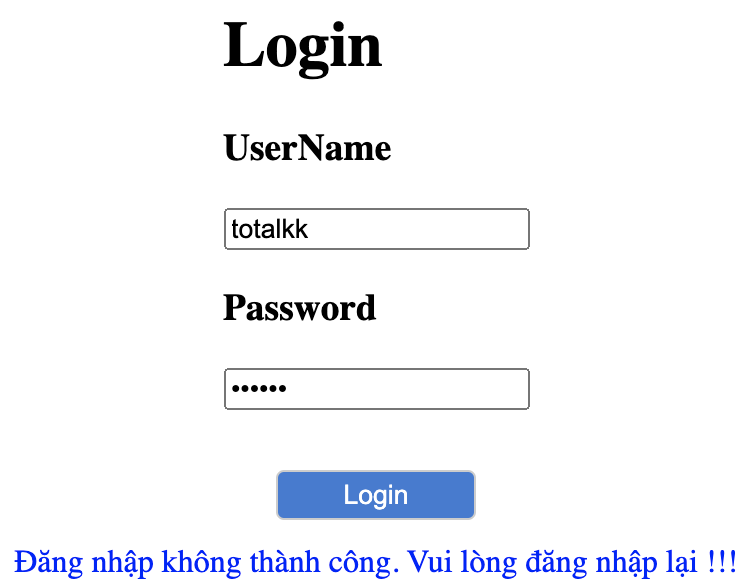 Login
UserName
totalkk
Password
••••••
Login
Đăng nhập không thành công. Vui lòng đăng nhập lại !!!